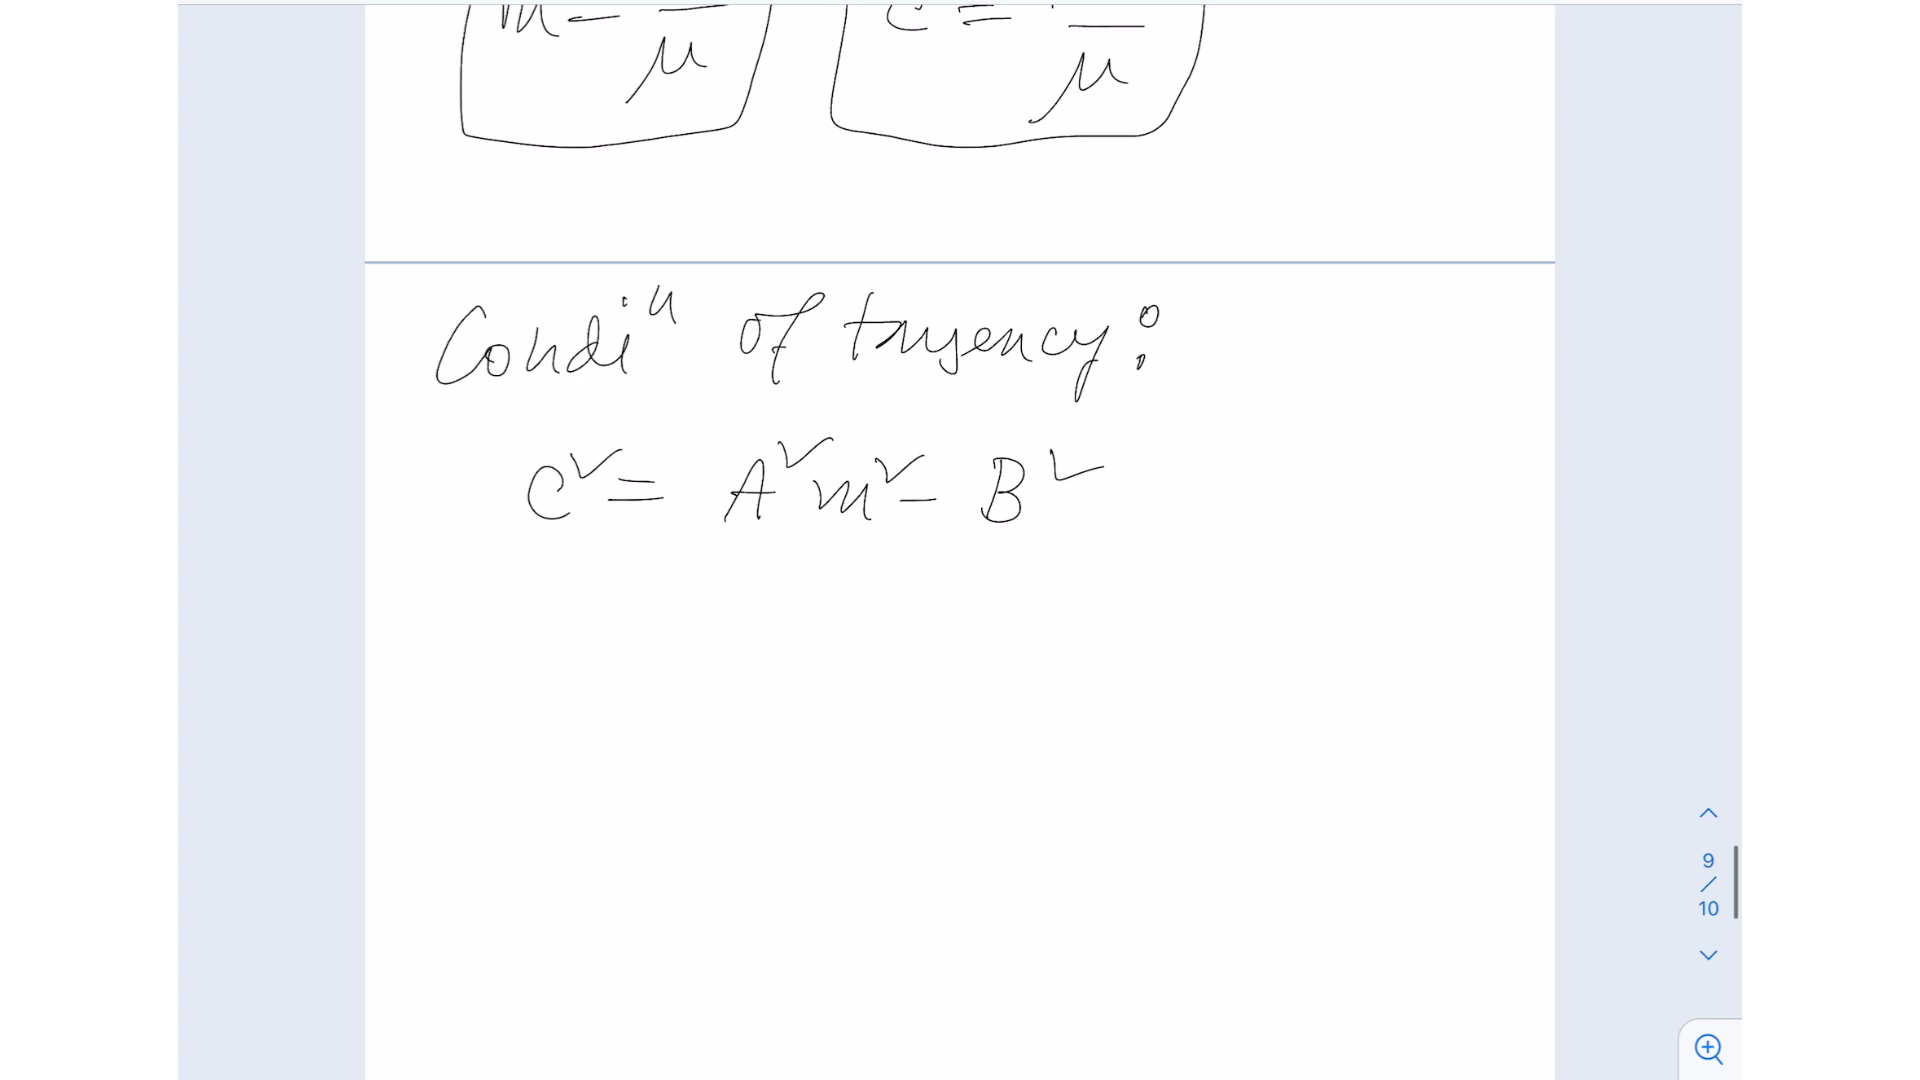 m = — / μ   c = — / μ
Condiⁿ of tangency:
C² = A²m² - B²
9
/
10